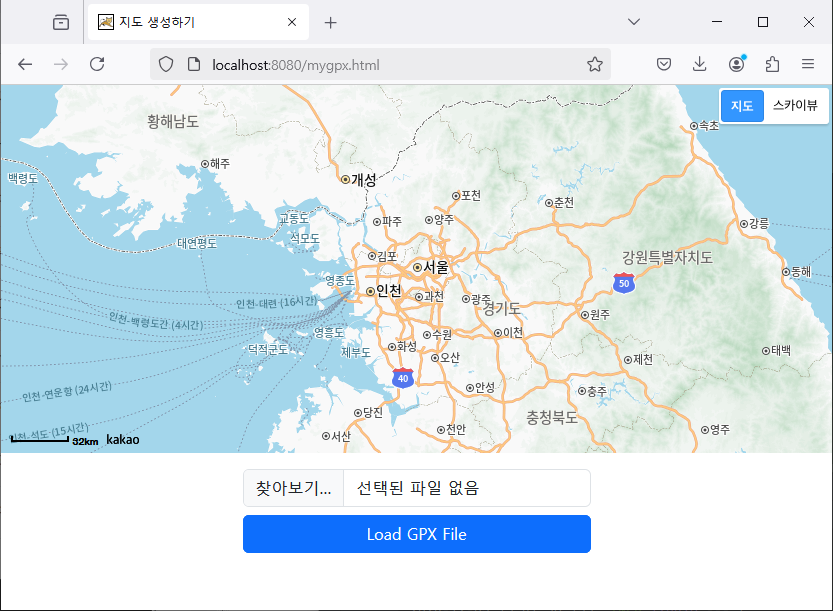 지도 생성하기
localhost:8080/mygpx.html
지도 스카이뷰
황해남도
속초
해주
백령도
개성
포천
춘천
교동도
파주
양주
강릉
석모도
대연평도
김포
서울
강원특별자치도
동해
영종도
인천
과천
광주
50
인천-대련 (16시간)
경기도
원주
인천-백령도간 (4시간)
영흥도
수원
이천
덕적군도
제부도
화성
오산
제천
태백
40
인천-연운항 (24시간)
안성
충주
당진
충청북도
인천-석도 (15시간)
서산
천안
영주
32km kakao
찾아보기... 선택된 파일 없음
Load GPX File